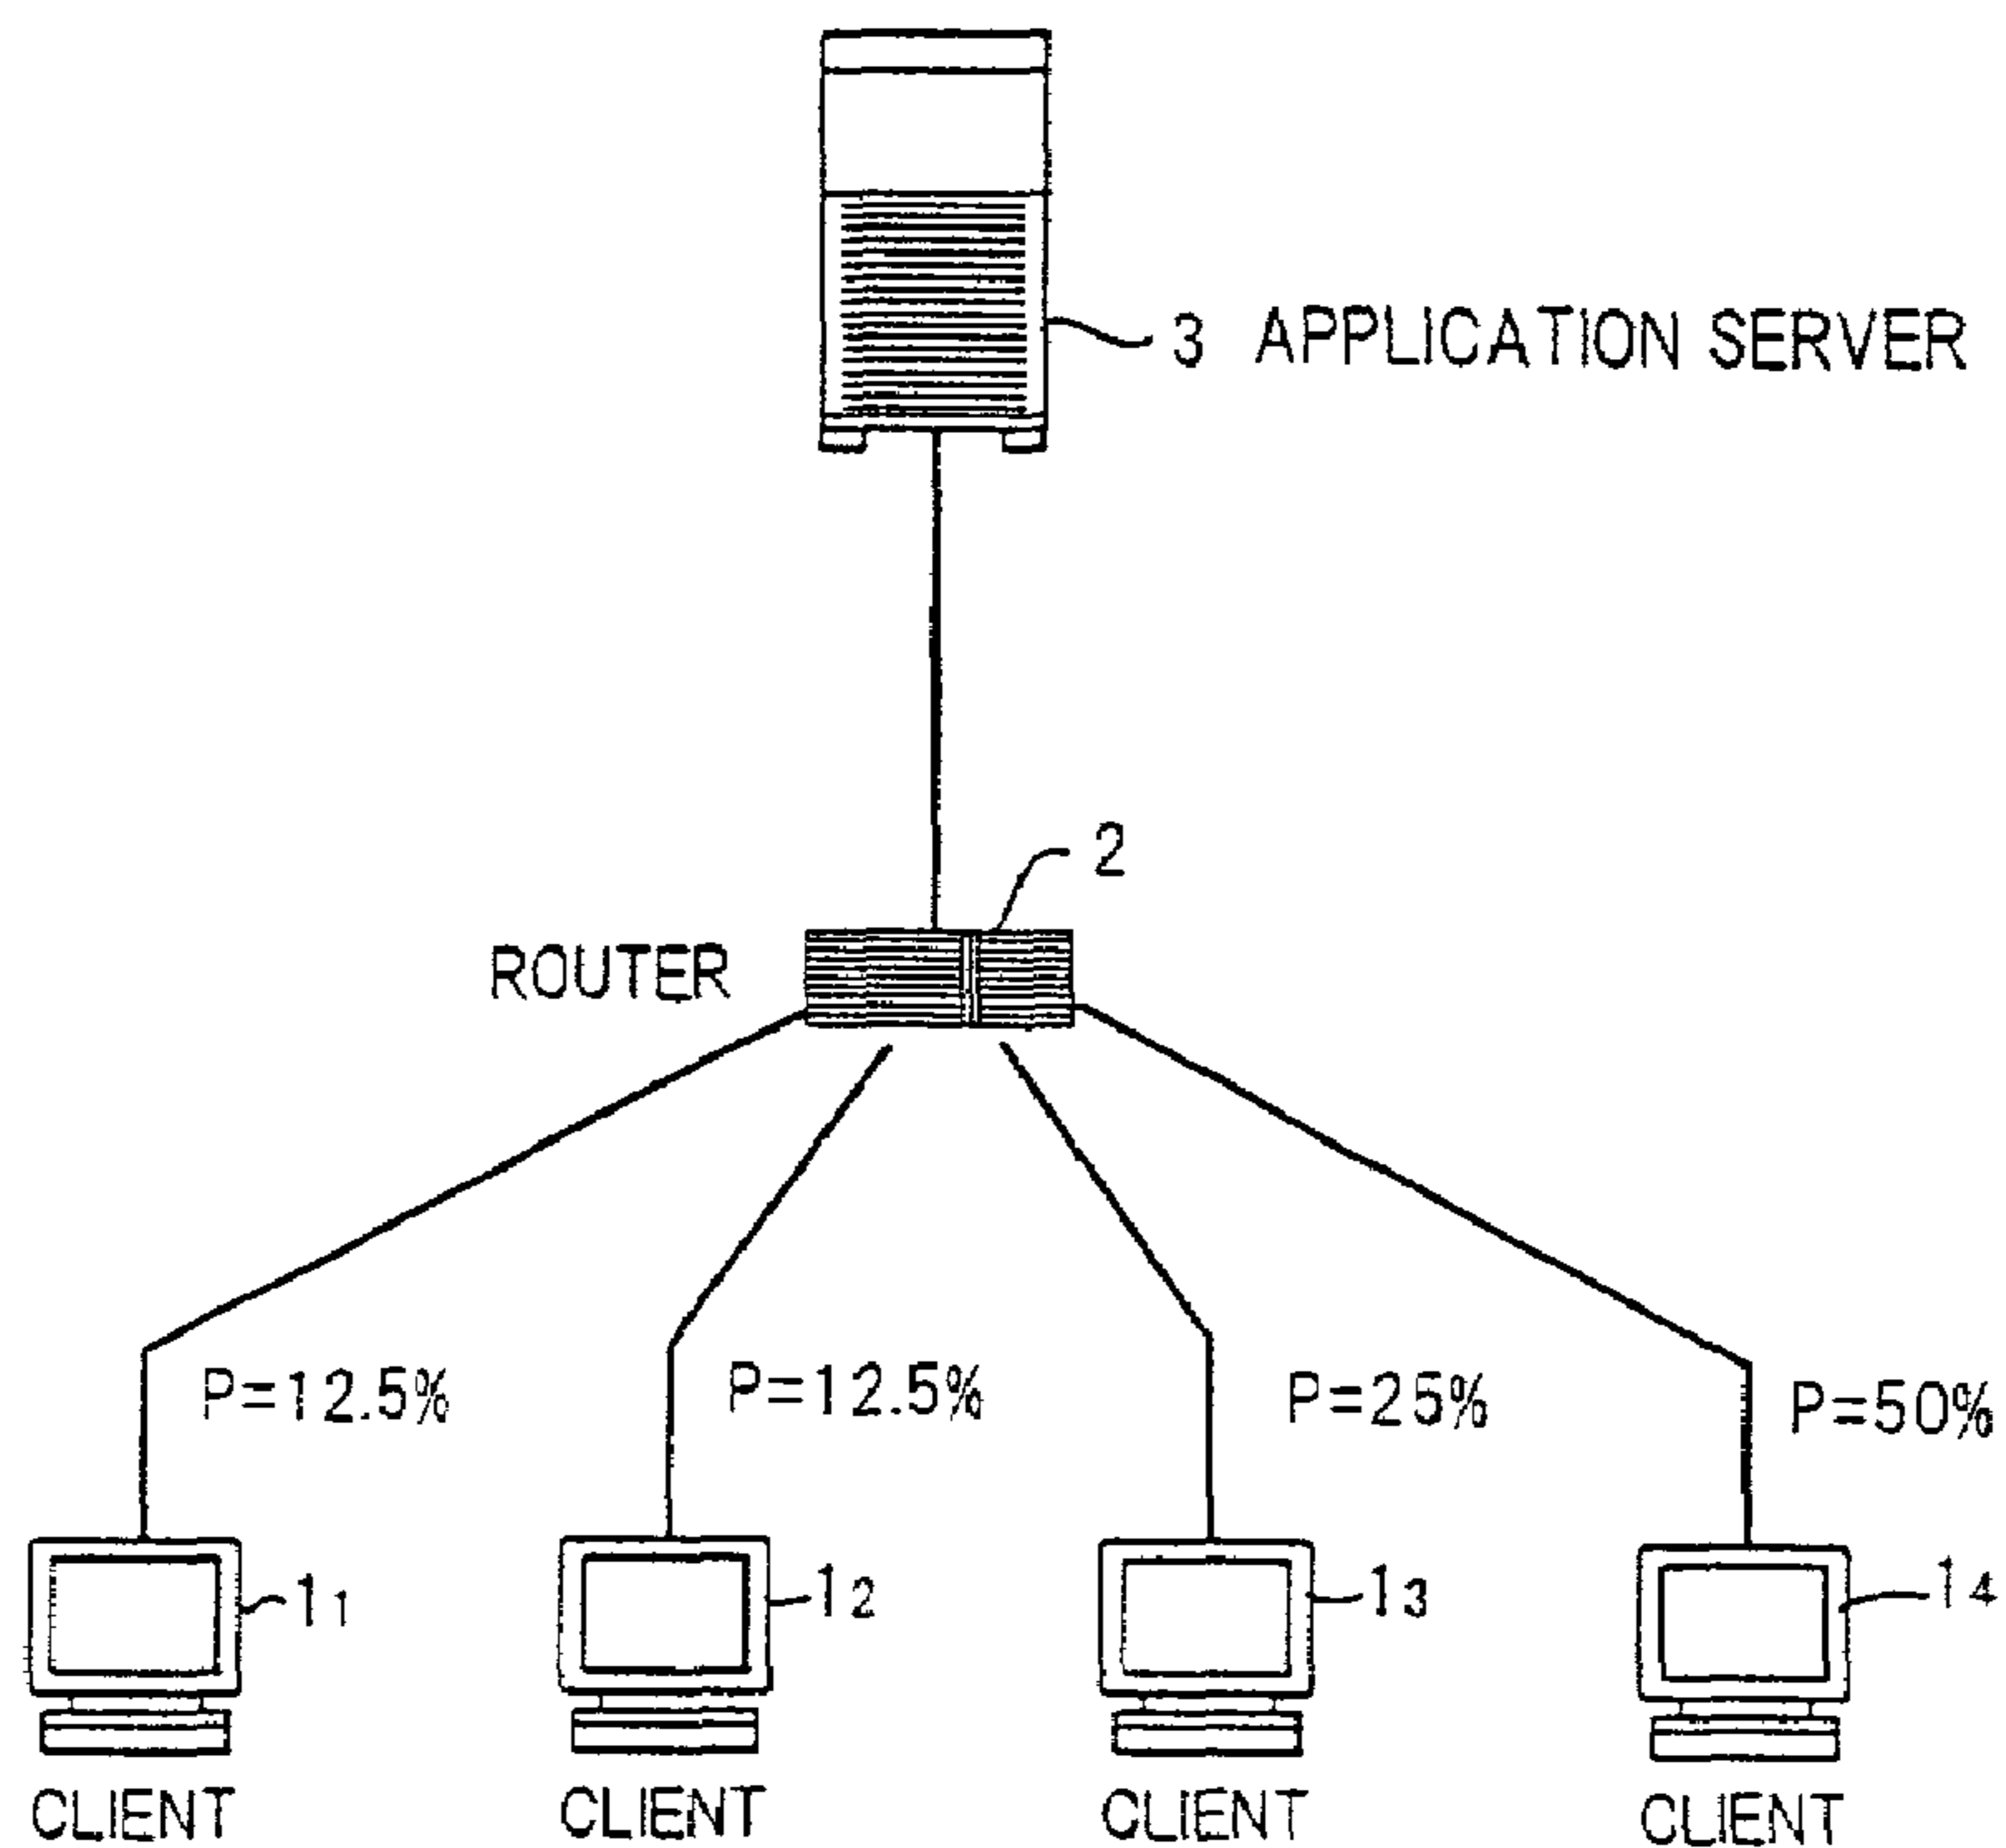 3 APPLICATION SERVER
2
ROUTER
P=12.5% P=12.5% P=25% P=50%
1₁ 1₂ 1₃ 1₄
CLIENT CLIENT CLIENT CLIENT